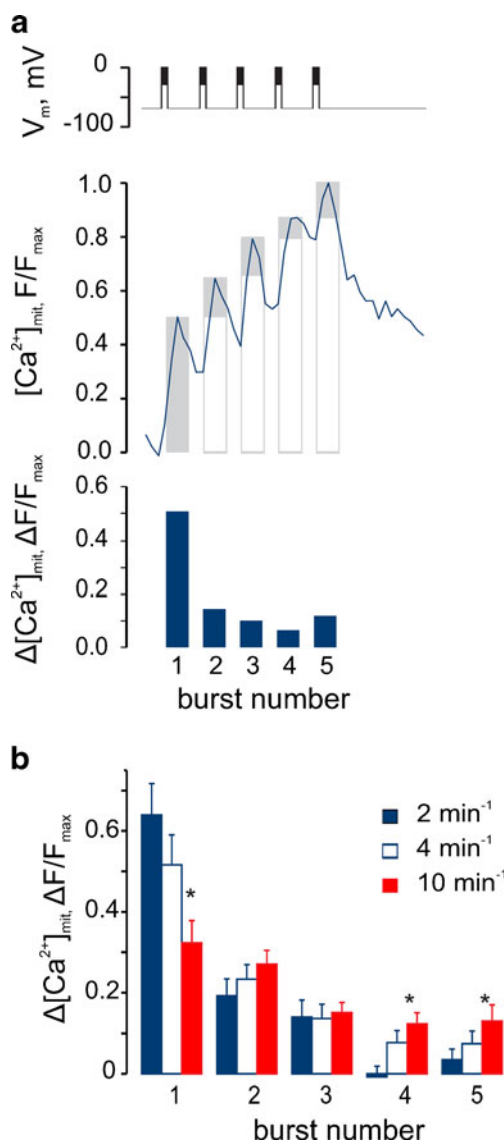 a
V_m, mV
0
-100
[Ca²⁺]_mit, F/F_max
1.0
0.8
0.6
0.4
0.2
0.0
Δ[Ca²⁺]_mit, ΔF/F_max
0.6
0.4
0.2
0.0
1 2 3 4 5
burst number
b
Δ[Ca²⁺]_mit, ΔF/F_max
0.6
0.4
0.2
0
2 min⁻¹
4 min⁻¹
10 min⁻¹
* * *
1 2 3 4 5
burst number